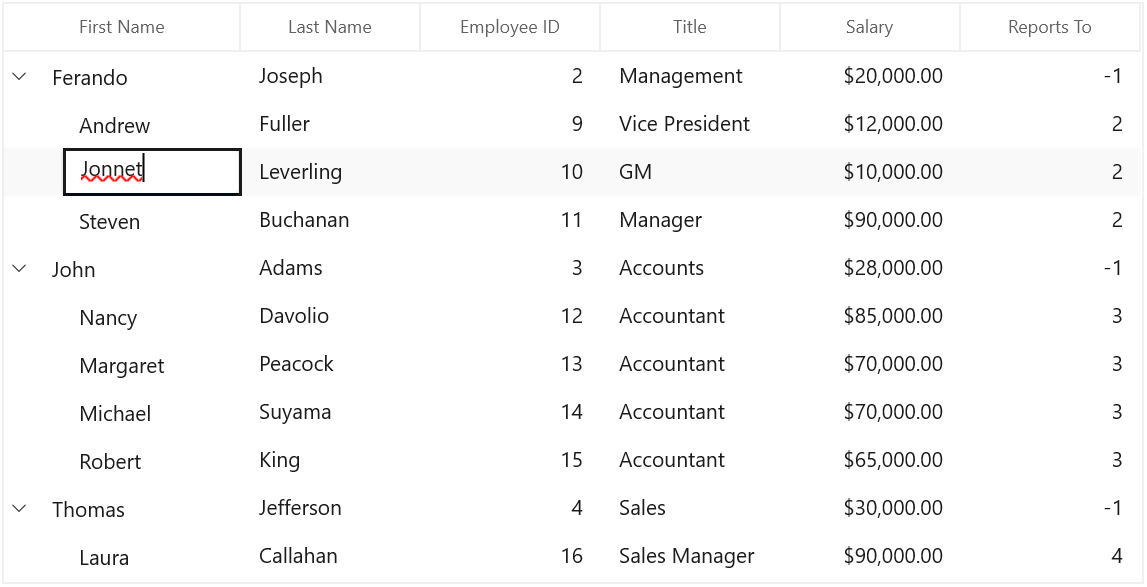 First Name Last Name Employee ID Title Salary Reports To
Ferando Joseph 2 Management $20,000.00 -1
Andrew Fuller 9 Vice President $12,000.00 2
Jonnet Leverling 10 GM $10,000.00 2
Steven Buchanan 11 Manager $90,000.00 2
John Adams 3 Accounts $28,000.00 -1
Nancy Davolio 12 Accountant $85,000.00 3
Margaret Peacock 13 Accountant $70,000.00 3
Michael Suyama 14 Accountant $70,000.00 3
Robert King 15 Accountant $65,000.00 3
Thomas Jefferson 4 Sales $30,000.00 -1
Laura Callahan 16 Sales Manager $90,000.00 4